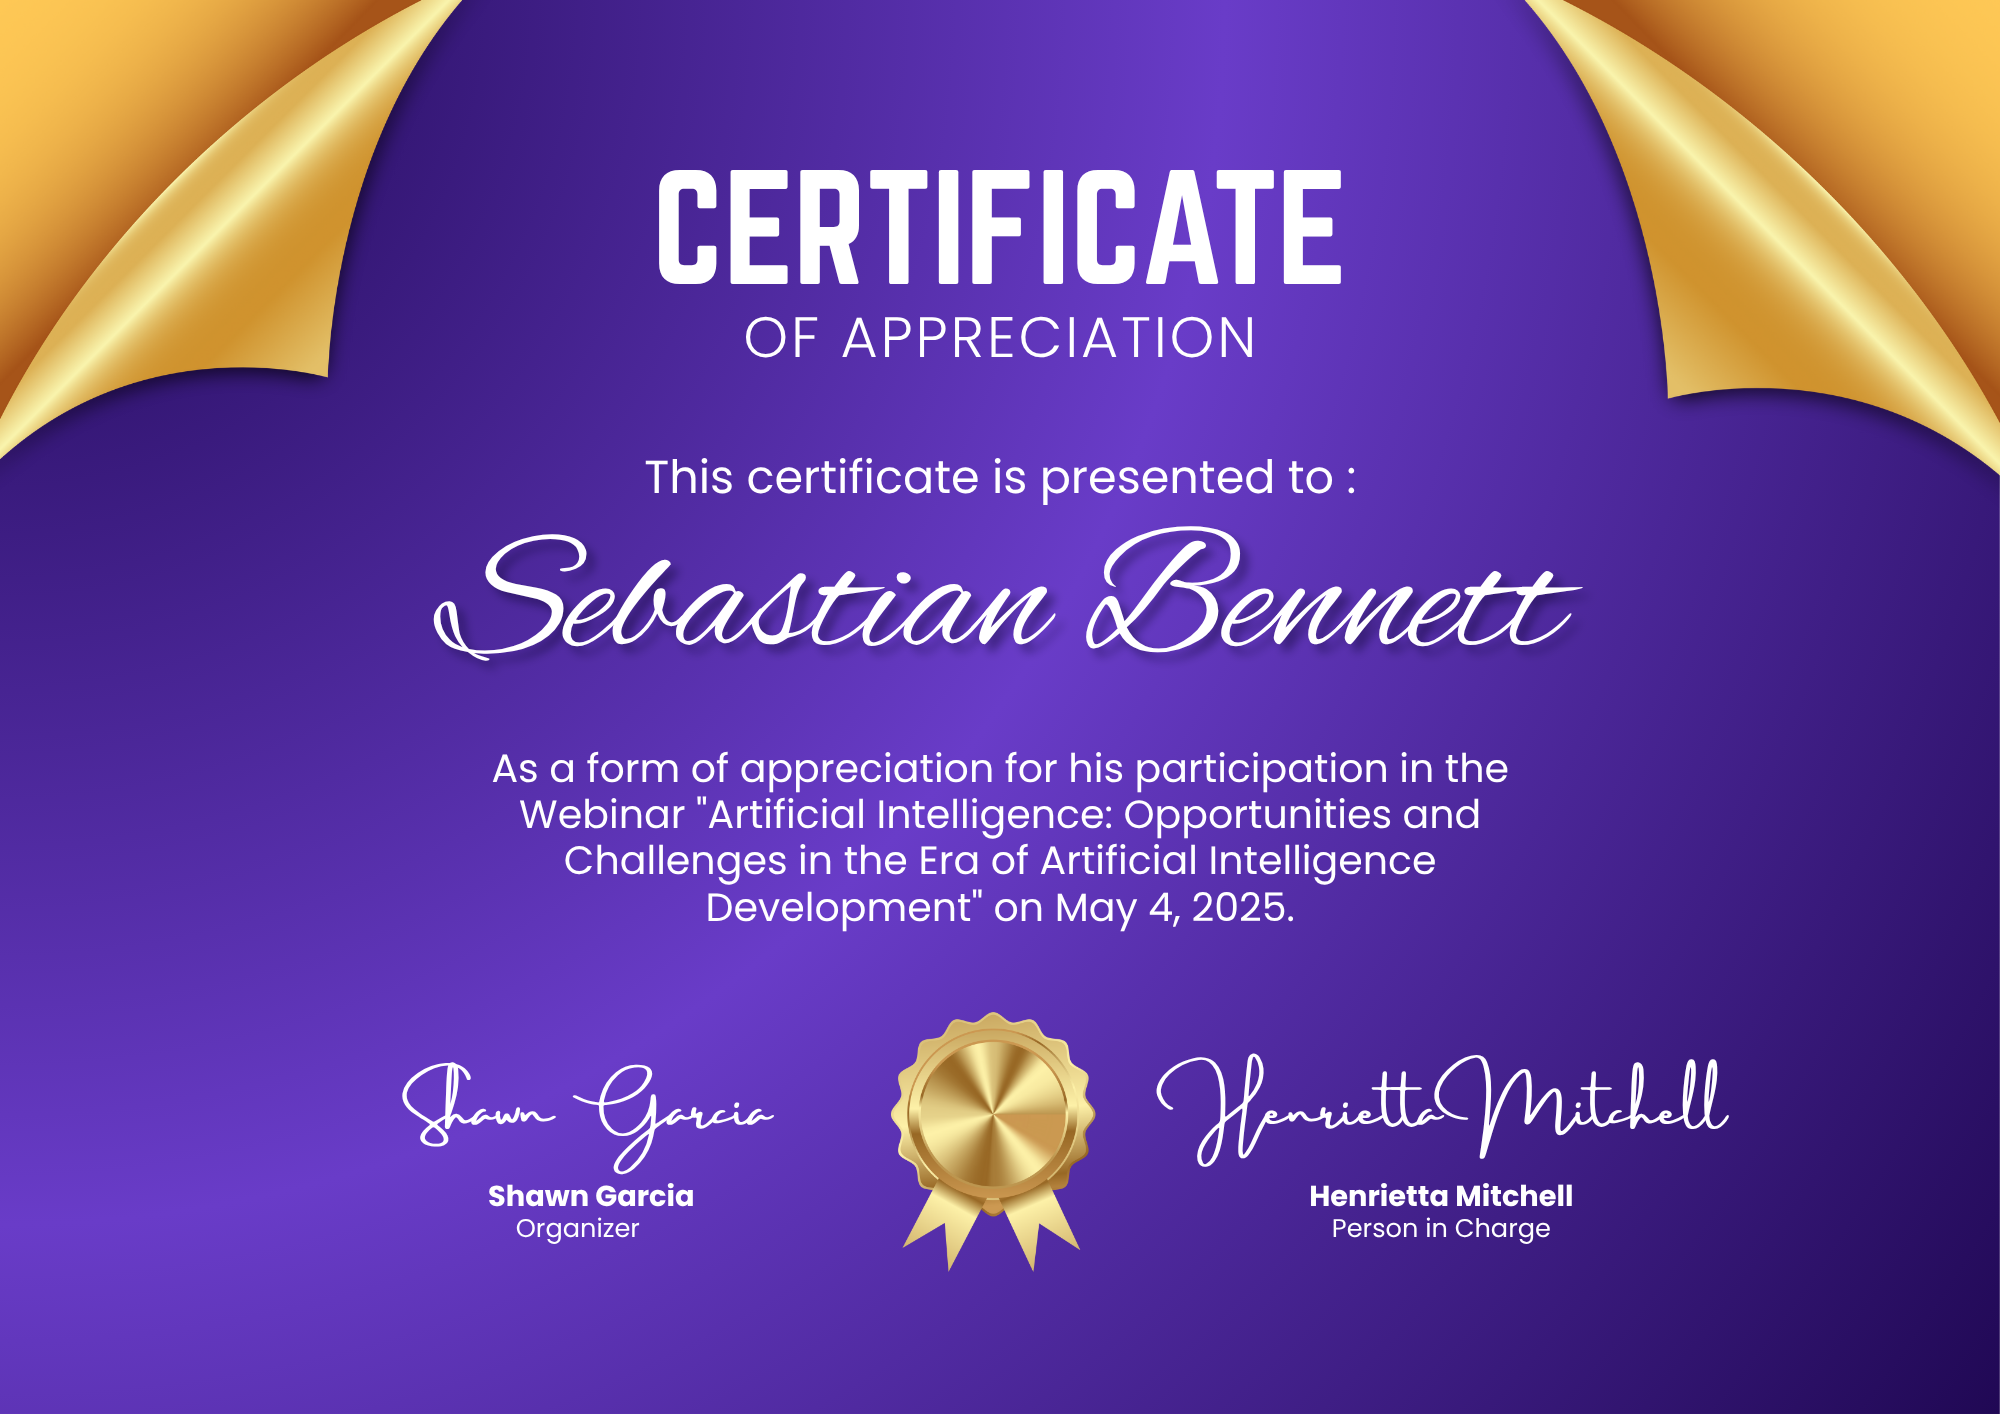 CERTIFICATE
OF APPRECIATION
This certificate is presented to :
Sebastian Bennett
As a form of appreciation for his participation in the
Webinar "Artificial Intelligence: Opportunities and
Challenges in the Era of Artificial Intelligence
Development" on May 4, 2025.
Shawn Garcia
Henrietta Mitchell
Shawn Garcia
Organizer
Henrietta Mitchell
Person in Charge